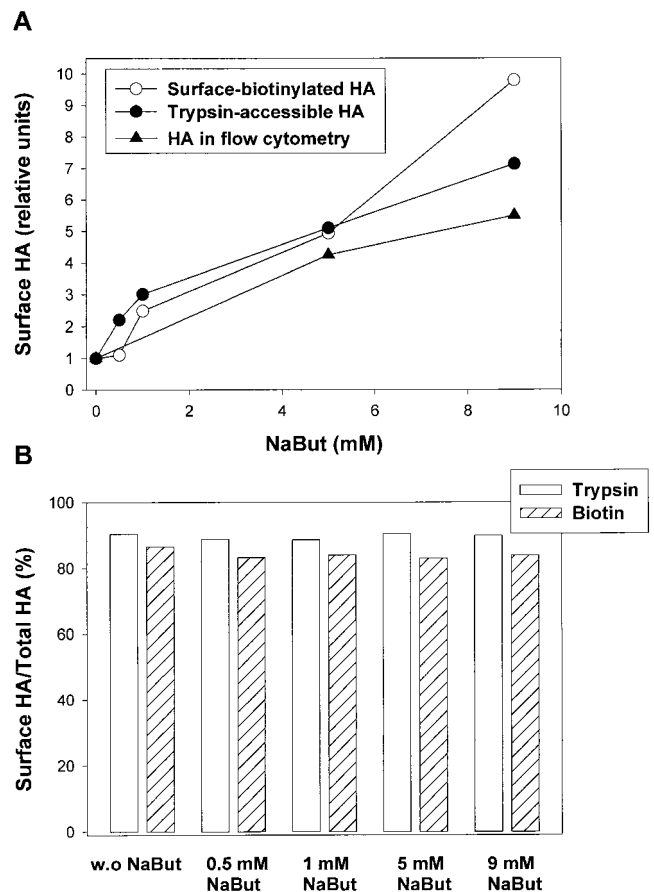 A
Surface HA (relative units)
10
9
8
7
6
5
4
3
2
1
0
Surface-biotinylated HA
Trypsin-accessible HA
HA in flow cytometry
0 2 4 6 8 10
NaBut (mM)
B
Surface HA/Total HA (%)
100
80
60
40
20
0
Trypsin
Biotin
w.o NaBut 0.5 mM 1 mM 5 mM 9 mM
NaBut NaBut NaBut NaBut